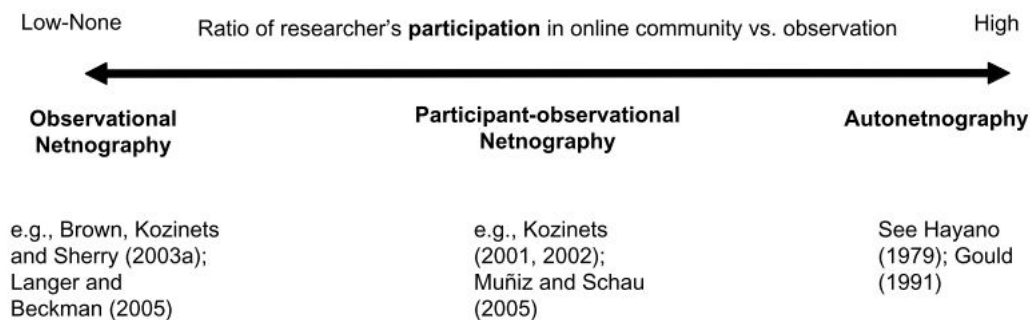 Low-None Ratio of researcher's participation in online community vs. observation High
Observational
Netnography
Participant-observational
Netnography
Autonetnography
e.g., Brown, Kozinets
and Sherry (2003a);
Langer and
Beckman (2005)
e.g., Kozinets
(2001, 2002);
Muñiz and Schau
(2005)
See Hayano
(1979); Gould
(1991)